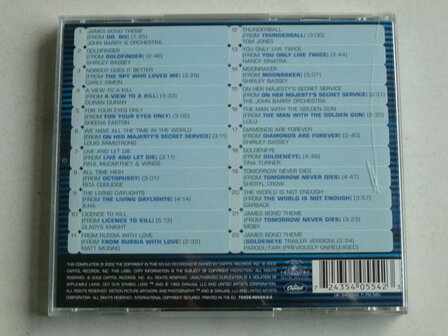 1 JAMES BOND THEME
[FROM DR. NO] (1:45)
JOHN BARRY & ORCHESTRA
2 GOLDFINGER
[FROM GOLDFINGER] (2:46)
SHIRLEY BASSEY
3 NOBODY DOES IT BETTER
[FROM THE SPY WHO LOVED ME] (3:29)
CARLY SIMON
4 A VIEW TO A KILL
[FROM A VIEW TO A KILL] (3:33)
DURAN DURAN
5 FOR YOUR EYES ONLY
[FROM FOR YOUR EYES ONLY] (3:02)
SHEENA EASTON
6 WE HAVE ALL THE TIME IN THE WORLD
[FROM ON HER MAJESTY'S SECRET SERVICE] (3:11)
LOUIS ARMSTRONG
7 LIVE AND LET DIE
[FROM LIVE AND LET DIE] (3:11)
PAUL McCARTNEY & WINGS
8 ALL TIME HIGH
[FROM OCTOPUSSY] (3:01)
RITA COOLIDGE
9 THE LIVING DAYLIGHTS
[FROM THE LIVING DAYLIGHTS] (4:14)
A-HA
10 LICENCE TO KILL
[FROM LICENCE TO KILL] (5:13)
GLADYS KNIGHT
11 FROM RUSSIA WITH LOVE
[FROM FROM RUSSIA WITH LOVE] (2:32)
MATT MUNRO
12 THUNDERBALL
[FROM THUNDERBALL] (3:00)
TOM JONES
13 YOU ONLY LIVE TWICE
[FROM YOU ONLY LIVE TWICE] (2:44)
NANCY SINATRA
14 MOONRAKER
[FROM MOONRAKER] (3:07)
SHIRLEY BASSEY
15 ON HER MAJESTY'S SECRET SERVICE
[FROM ON HER MAJESTY'S SECRET SERVICE] (2:31)
THE JOHN BARRY ORCHESTRA
16 THE MAN WITH THE GOLDEN GUN
[FROM THE MAN WITH THE GOLDEN GUN] (2:33)
LULU
17 DIAMONDS ARE FOREVER
[FROM DIAMONDS ARE FOREVER] (2:40)
SHIRLEY BASSEY
18 GOLDENEYE
[FROM GOLDENEYE] (4:46)
TINA TURNER
19 TOMORROW NEVER DIES
[FROM TOMORROW NEVER DIES] (4:47)
SHERYL CROW
20 THE WORLD IS NOT ENOUGH
[FROM THE WORLD IS NOT ENOUGH] (3:58)
GARBAGE
21 JAMES BOND THEME
[FROM TOMORROW NEVER DIES] (3:23)
MOBY
22 JAMES BOND THEME
[GOLDENEYE TRAILER VERSION] (2:24)
PARODI/FAIR (PREVIOUSLY UNRELEASED)
Capitol
7 24354 05542